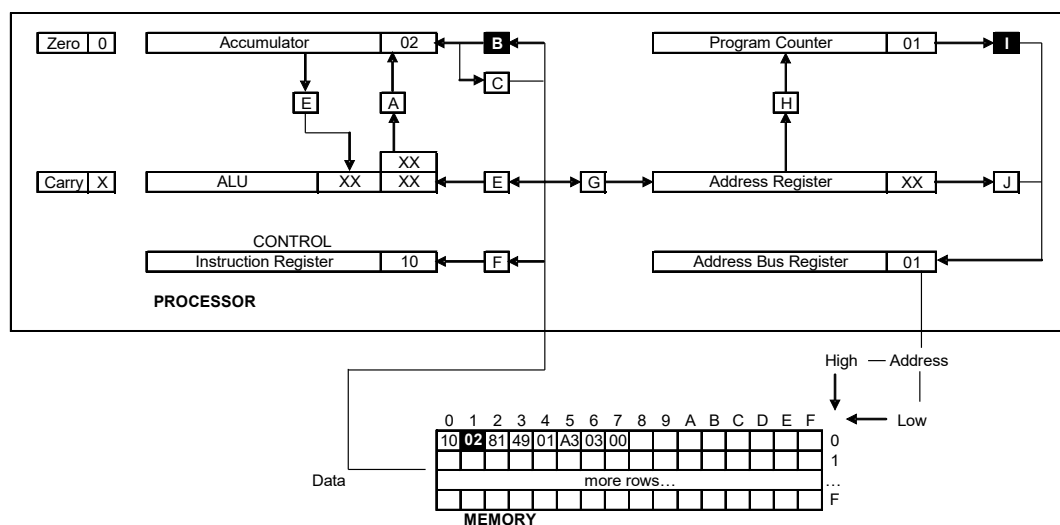 Zero 0 Accumulator 02 B Program Counter 01 I
C
E A H
XX
Carry X ALU XX XX E G Address Register XX J
CONTROL
Instruction Register 10 F Address Bus Register 01
PROCESSOR
High Address
0 1 2 3 4 5 6 7 8 9 A B C D E F Low
10 02 81 49 01 A3 03 00 0
1
Data more rows... ...
F
MEMORY